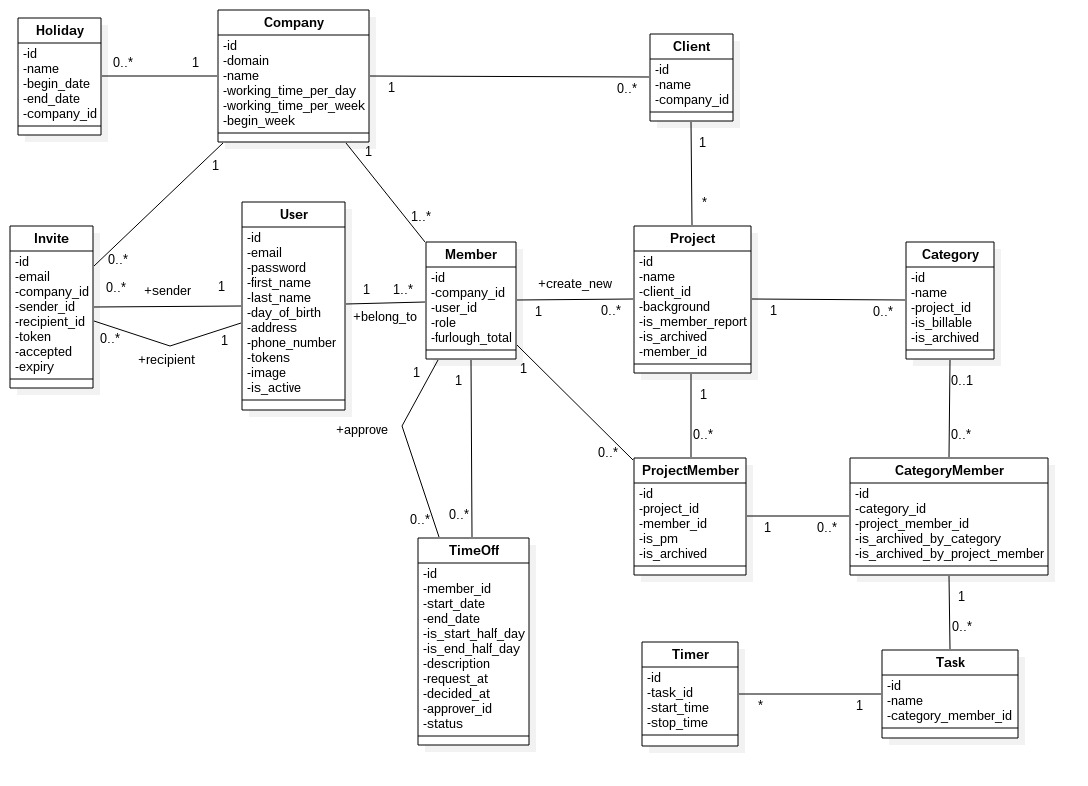 Holiday
-id
-name
-begin_date
-end_date
-company_id
0..*
1
Company
-id
-domain
-name
-working_time_per_day
-working_time_per_week
-begin_week
1
0..*
Client
-id
-name
-company_id
1
*
1
0..*
1
1..*
Invite
-id
-email
-company_id
-sender_id
-recipient_id
-token
-accepted
-expiry
0..*
+sender
1
0..*
+recipient
1
User
-id
-email
-password
-first_name
-last_name
-day_of_birth
-address
-phone_number
-tokens
-image
-is_active
1
1..*
+belong_to
Member
-id
-company_id
-user_id
-role
-furlough_total
+create_new
1
0..*
Project
-id
-name
-client_id
-background
-is_member_report
-is_archived
-member_id
1
0..*
Category
-id
-name
-project_id
-is_billable
-is_archived
1
+approve
0..*
1
0..*
1
0..*
1
0..*
0..1
0..*
ProjectMember
-id
-project_id
-member_id
-is_pm
-is_archived
1
0..*
CategoryMember
-id
-category_id
-project_member_id
-is_archived_by_category
-is_archived_by_project_member
1
0..*
TimeOff
-id
-member_id
-start_date
-end_date
-is_start_half_day
-is_end_half_day
-description
-request_at
-decided_at
-approver_id
-status
Timer
-id
-task_id
-start_time
-stop_time
*
1
Task
-id
-name
-category_member_id